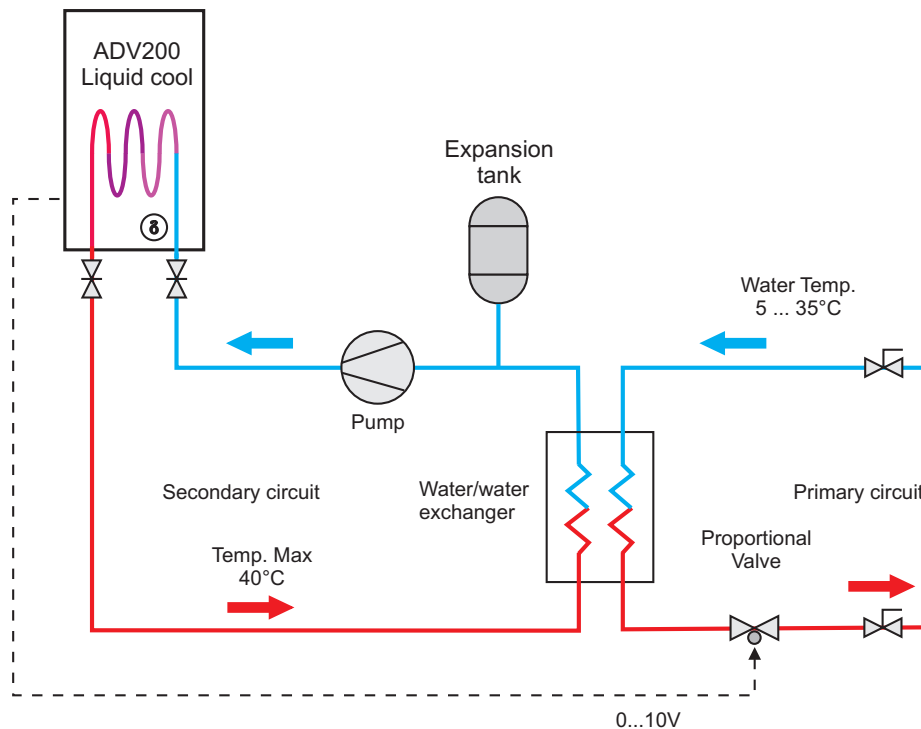 ADV200
Liquid cool
Expansion
tank
Water Temp.
5 ... 35°C
Pump
Secondary circuit
Water/water
exchanger
Primary circuit
Proportional
Valve
Temp. Max
40°C
0...10V